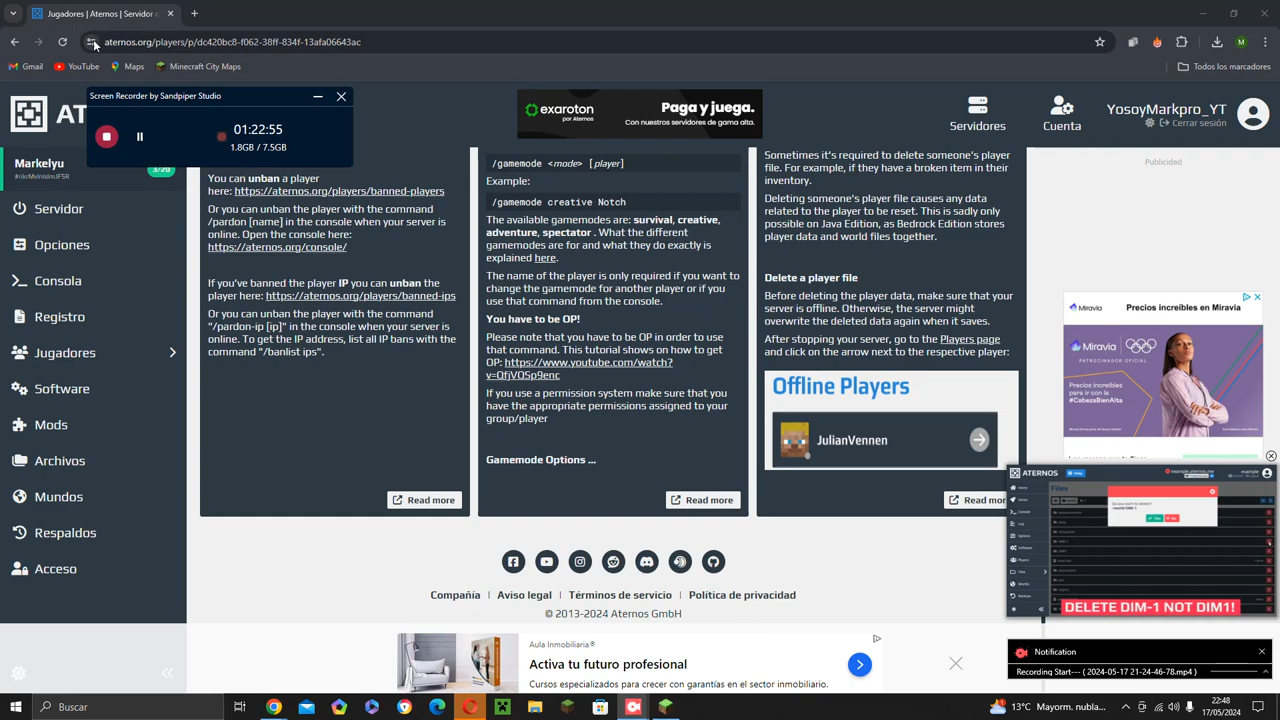 Jugadores | Aternos | Servidor d
aternos.org/players/p/dc420bc8-f062-38ff-834f-13afa06643ac
Gmail
YouTube
Maps
Minecraft City Maps
M
Todos los marcadores
Screen Recorder by Sandpiper Studio
01:22:55
1.8GB / 7.5GB
AT
exaroton
por Aternos
Paga y juega.
Con nuestros servidores de gama alta.
Servidores
Cuenta
YosoyMarkpro_YT
Cerrar sesión
Markelyu
3/20
Servidor
Opciones
Consola
Registro
Jugadores
Software
Mods
Archivos
Mundos
Respaldos
Acceso
You can unban a player
here: https://aternos.org/players/banned-players
Or you can unban the player with the command
"/pardon [name]" in the console when your server is
online. Open the console here:
https://aternos.org/console/
If you've banned the player IP you can unban the
player here: https://aternos.org/players/banned-ips
Or you can unban the player with the command
"/pardon-ip [ip]" in the console when your server is
online. To get the IP address, list all IP bans with the
command "/banlist ips".
Read more
/gamemode <mode> [player]
Example:
/gamemode creative Notch
The available gamemodes are: survival, creative,
adventure, spectator . What the different
gamemodes are for and what they do exactly is
explained here.
The name of the player is only required if you want to
change the gamemode for another player or if you
use that command from the console.
You have to be OP!
Please note that you have to be OP in order to use
that command. This tutorial shows on how to get
OP: https://www.youtube.com/watch?
If you use a permission system make sure that you
have the appropriate permissions assigned to your
group/player
Gamemode Options ...
Read more
Sometimes it's required to delete someone's player
file. For example, if they have a broken item in their
inventory.
Deleting someone's player file causes any data
related to the player to be reset. This is sadly only
possible on Java Edition, as Bedrock Edition stores
player data and world files together.
Delete a player file
Before deleting the player data, make sure that your
server is offline. Otherwise, the server might
overwrite the deleted data again when it saves.
After stopping your server, go to the Players page
and click on the arrow next to the respective player:
Offline Players
JulianVennen
Read mor
Publicidad
Miravia
Precios increíbles en Miravia
Miravia
PATROCINADOR OFICIAL
Precios increíbles
para ir con la
#CabezaBienAlta
ATERNOS
Files
DELETE DIM-1 NOT DIM1!
Compañía
Aviso legal
Términos de servicio
Política de privacidad
© 2013-2024 Aternos GmbH
Aula Inmobiliaria®
Activa tu futuro profesional
Cursos especializados para crecer con garantías en el sector inmobiliario.
Notification
Recording Start--- ( 2024-05-17 21-24-46-78.mp4 )
Buscar
13°C Mayorm. nubla...
22:48
17/05/2024